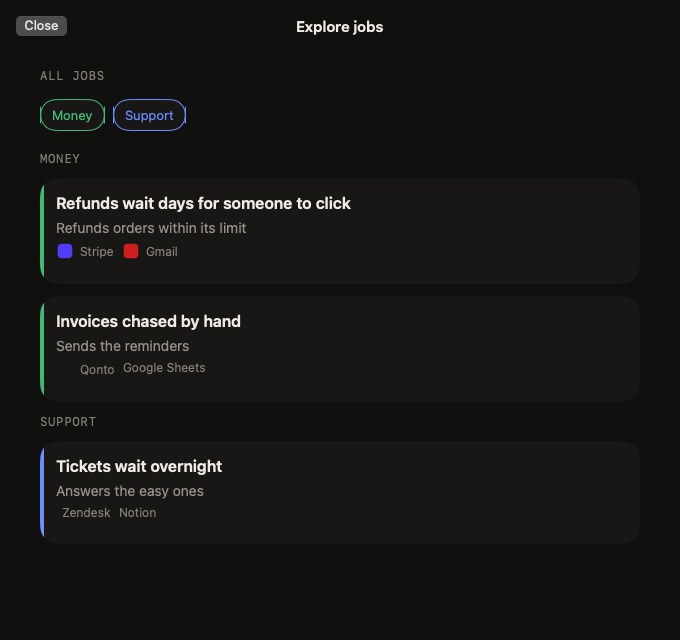 Close
Explore jobs
ALL JOBS
Money Support
MONEY
Refunds wait days for someone to click
Refunds orders within its limit
Stripe Gmail
Invoices chased by hand
Sends the reminders
Qonto Google Sheets
SUPPORT
Tickets wait overnight
Answers the easy ones
Zendesk Notion